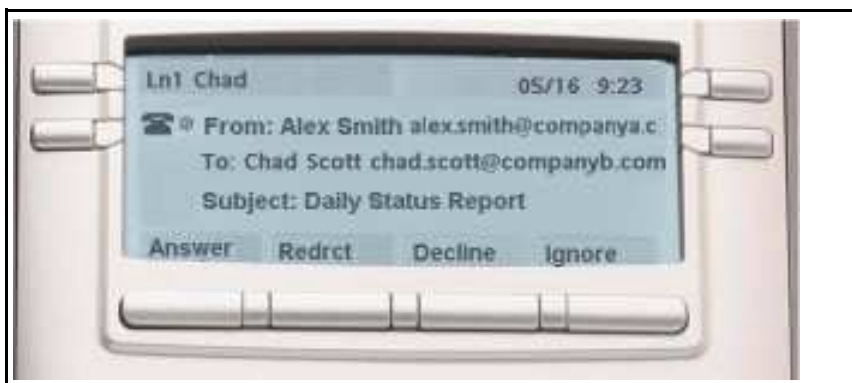 Ln1 Chad 05/16 9:23
From: Alex Smith alex.smith@companya.c
To: Chad Scott chad.scott@companyb.com
Subject: Daily Status Report
Answer Redrct Decline Ignore